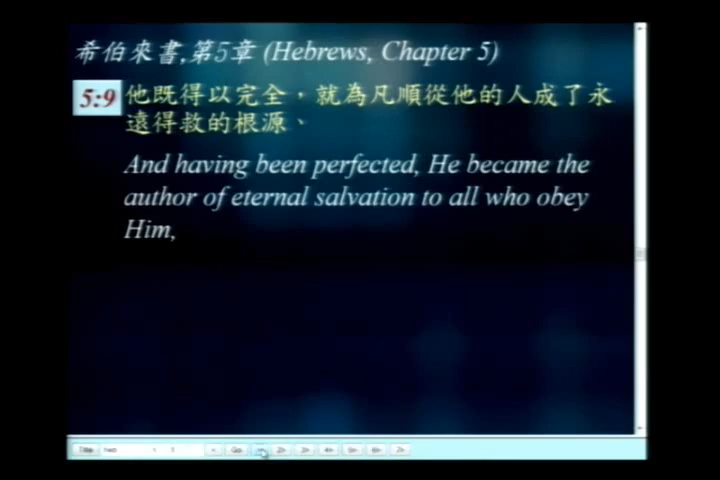 希伯來書,第5章 (Hebrews, Chapter 5)
5:9 他既得以完全，就為凡順從他的人成了永
遠得救的根源、
And having been perfected, He became the
author of eternal salvation to all who obey
Him,
Title Go